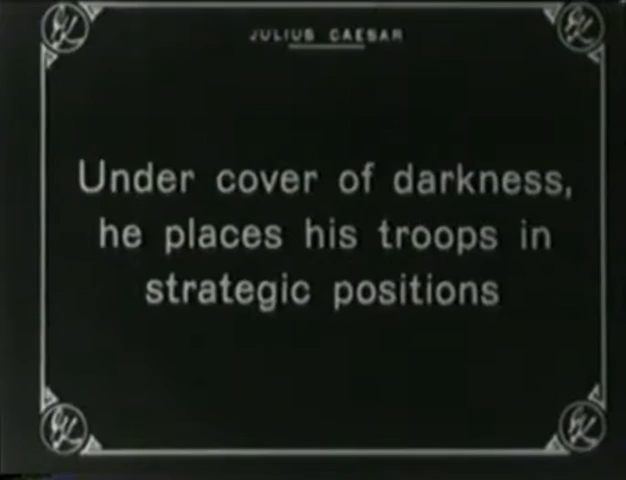 JULIUS CAESAR
Under cover of darkness,
he places his troops in
strategic positions